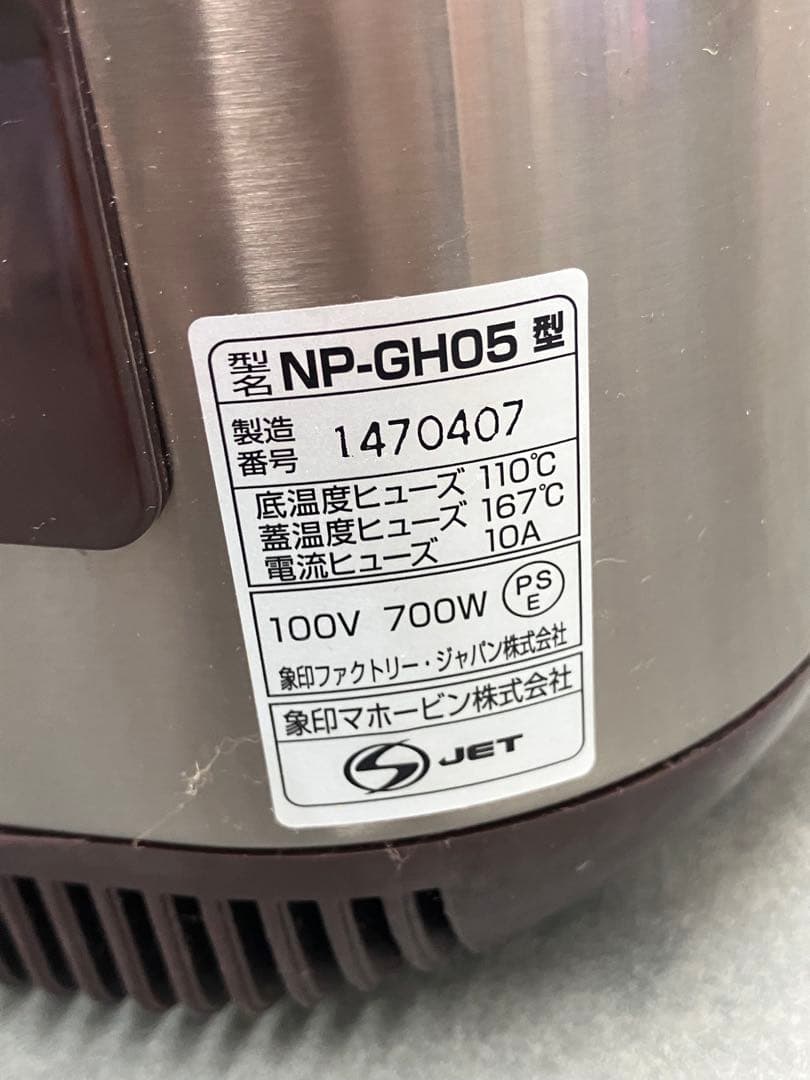 型名 NP-GH05 型
製造番号 1470407
底温度ヒューズ 110℃
蓋温度ヒューズ 167℃
電流ヒューズ 10A
100V 700W PSE
象印ファクトリー・ジャパン株式会社
象印マホービン株式会社
JET